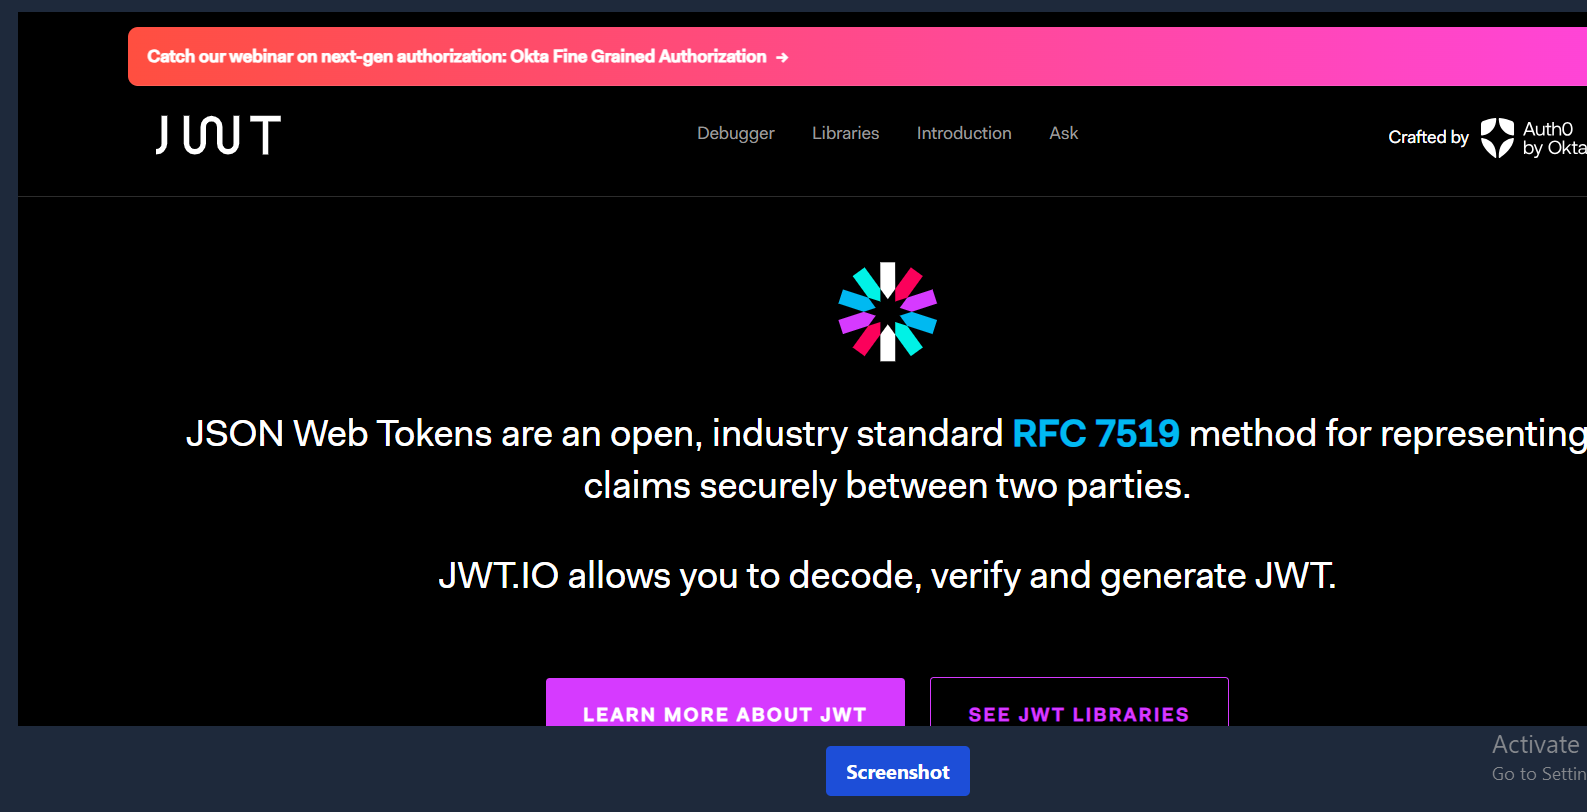 Catch our webinar on next-gen authorization: Okta Fine Grained Authorization →
JWT
Debugger Libraries Introduction Ask
Crafted by Auth0
by Okta
JSON Web Tokens are an open, industry standard RFC 7519 method for representing
claims securely between two parties.
JWT.IO allows you to decode, verify and generate JWT.
LEARN MORE ABOUT JWT SEE JWT LIBRARIES
Activate
Screenshot
Go to Settin